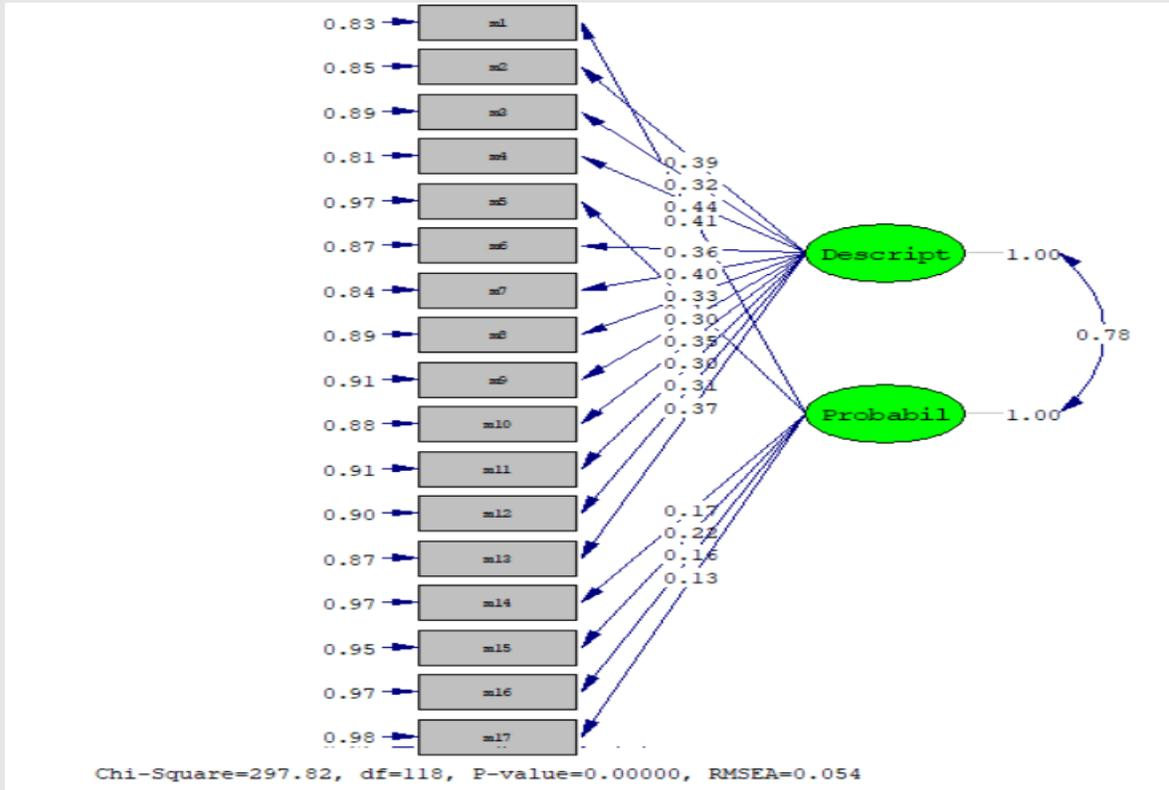 0.83 m1
0.85 m2
0.89 m3
0.81 m4
0.97 m5
0.87 m6
0.84 m7
0.89 m8
0.91 m9
0.88 m10
0.91 m11
0.90 m12
0.87 m13
0.97 m14
0.95 m15
0.97 m16
0.98 m17
0.39
0.32
0.44
0.41
0.36
0.40
0.33
0.30
0.35
0.30
0.31
0.37
0.17
0.22
0.16
0.13
Descript 1.00
0.78
Probabil 1.00
Chi-Square=297.82, df=118, P-value=0.00000, RMSEA=0.054